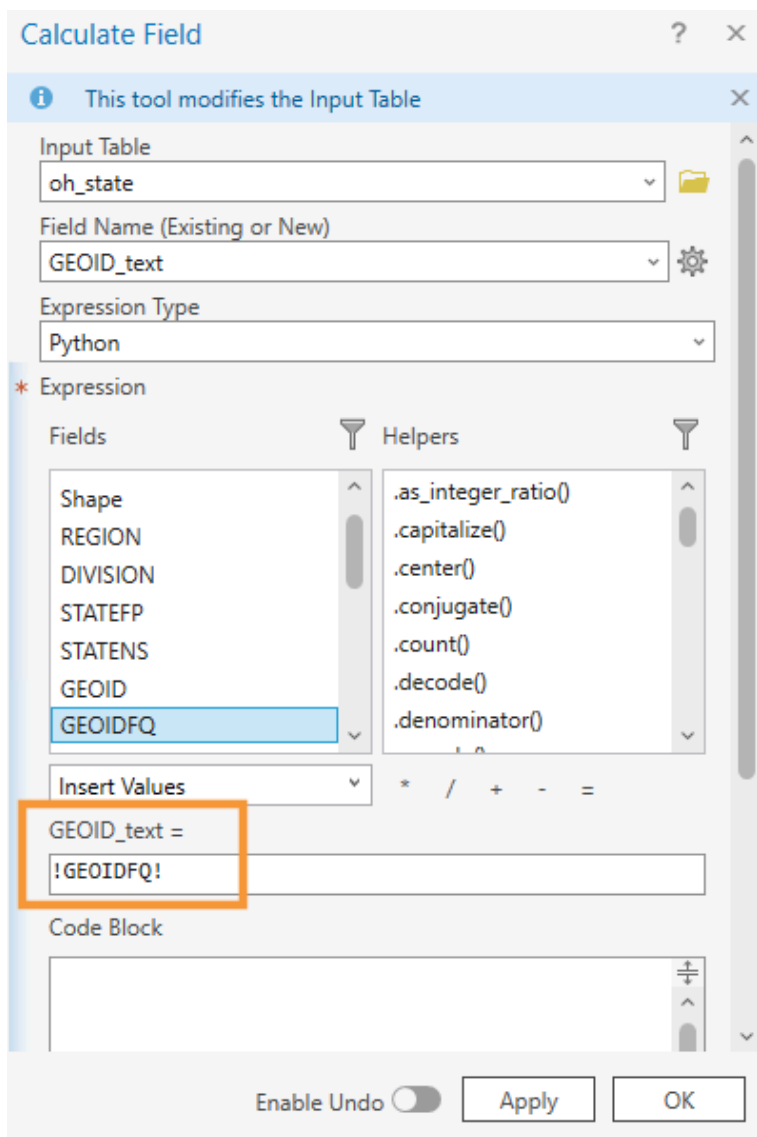 Calculate Field ? ×
This tool modifies the Input Table ×
Input Table
oh_state
Field Name (Existing or New)
GEOID_text
Expression Type
Python
* Expression
Fields Helpers
Shape .as_integer_ratio()
REGION .capitalize()
DIVISION .center()
STATEFP .conjugate()
STATENS .count()
GEOID .decode()
GEOIDFQ .denominator()
Insert Values * / + - =
GEOID_text =
!GEOIDFQ!
Code Block
Enable Undo Apply OK